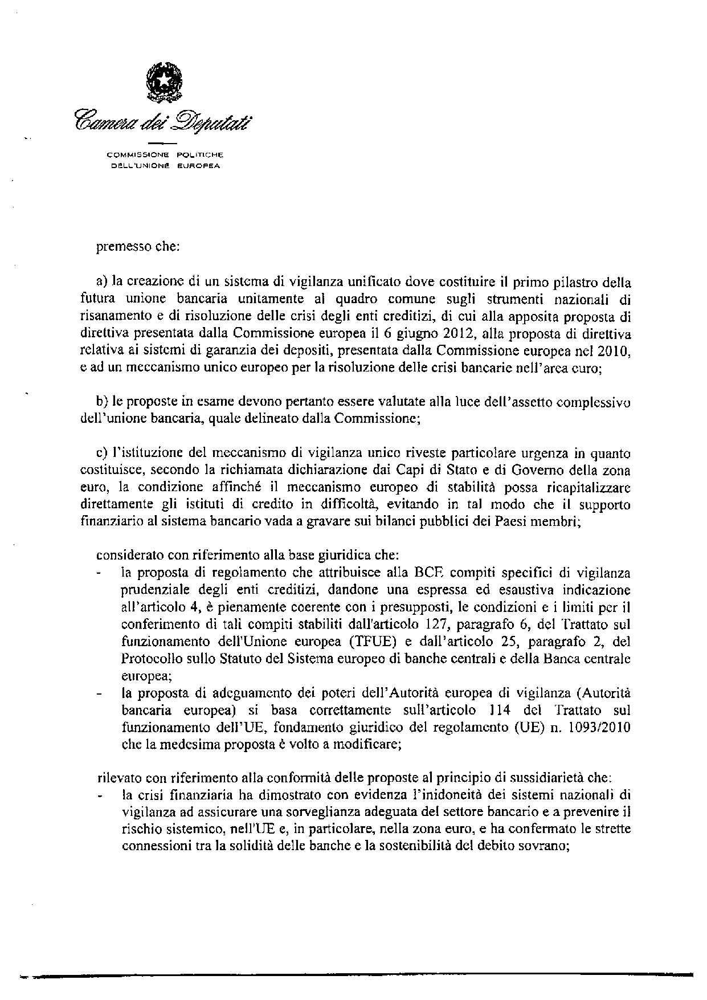 Camera dei Deputati
COMMISSIONE POLITICHE
DELL'UNIONE EUROPEA
premesso che:
a) la creazione di un sistema di vigilanza unificato dove costituire il primo pilastro della
futura unione bancaria unitamente al quadro comune sugli strumenti nazionali di
risanamento e di risoluzione delle crisi degli enti creditizi, di cui alla apposita proposta di
direttiva presentata dalla Commissione europea il 6 giugno 2012, alla proposta di direttiva
relativa ai sistemi di garanzia dei depositi, presentata dalla Commissione europea nel 2010,
e ad un meccanismo unico europeo per la risoluzione delle crisi bancarie nell'area euro;
b) le proposte in esame devono pertanto essere valutate alla luce dell'assetto complessivo
dell'unione bancaria, quale delineato dalla Commissione;
c) l'istituzione del meccanismo di vigilanza unico riveste particolare urgenza in quanto
costituisce, secondo la richiamata dichiarazione dai Capi di Stato e di Governo della zona
euro, la condizione affinché il meccanismo europeo di stabilità possa ricapitalizzare
direttamente gli istituti di credito in difficoltà, evitando in tal modo che il supporto
finanziario al sistema bancario vada a gravare sui bilanci pubblici dei Paesi membri;
considerato con riferimento alla base giuridica che:
- la proposta di regolamento che attribuisce alla BCE compiti specifici di vigilanza
prudenziale degli enti creditizi, dandone una espressa ed esaustiva indicazione
all'articolo 4, è pienamente coerente con i presupposti, le condizioni e i limiti per il
conferimento di tali compiti stabiliti dall'articolo 127, paragrafo 6, del Trattato sul
funzionamento dell'Unione europea (TFUE) e dall'articolo 25, paragrafo 2, del
Protocollo sullo Statuto del Sistema europeo di banche centrali e della Banca centrale
europea;
- la proposta di adeguamento dei poteri dell'Autorità europea di vigilanza (Autorità
bancaria europea) si basa correttamente sull'articolo 114 del Trattato sul
funzionamento dell'UE, fondamento giuridico del regolamento (UE) n. 1093/2010
che la medesima proposta è volto a modificare;
rilevato con riferimento alla conformità delle proposte al principio di sussidiarietà che:
- la crisi finanziaria ha dimostrato con evidenza l'inidoneità dei sistemi nazionali di
vigilanza ad assicurare una sorveglianza adeguata del settore bancario e a prevenire il
rischio sistemico, nell'UE e, in particolare, nella zona euro, e ha confermato le strette
connessioni tra la solidità delle banche e la sostenibilità del debito sovrano;